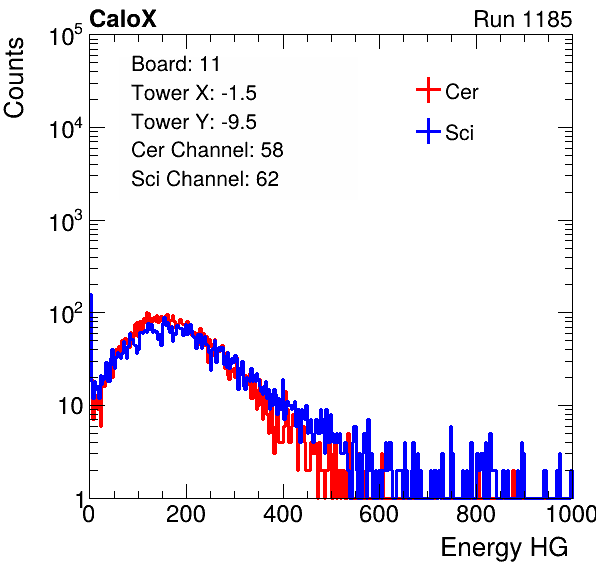 CaloX Run 1185
Counts
Board: 11
Tower X: -1.5
Tower Y: -9.5
Cer Channel: 58
Sci Channel: 62
Cer
Sci
10^5
10^4
10^3
10^2
10
1
0 200 400 600 800 1000
Energy HG